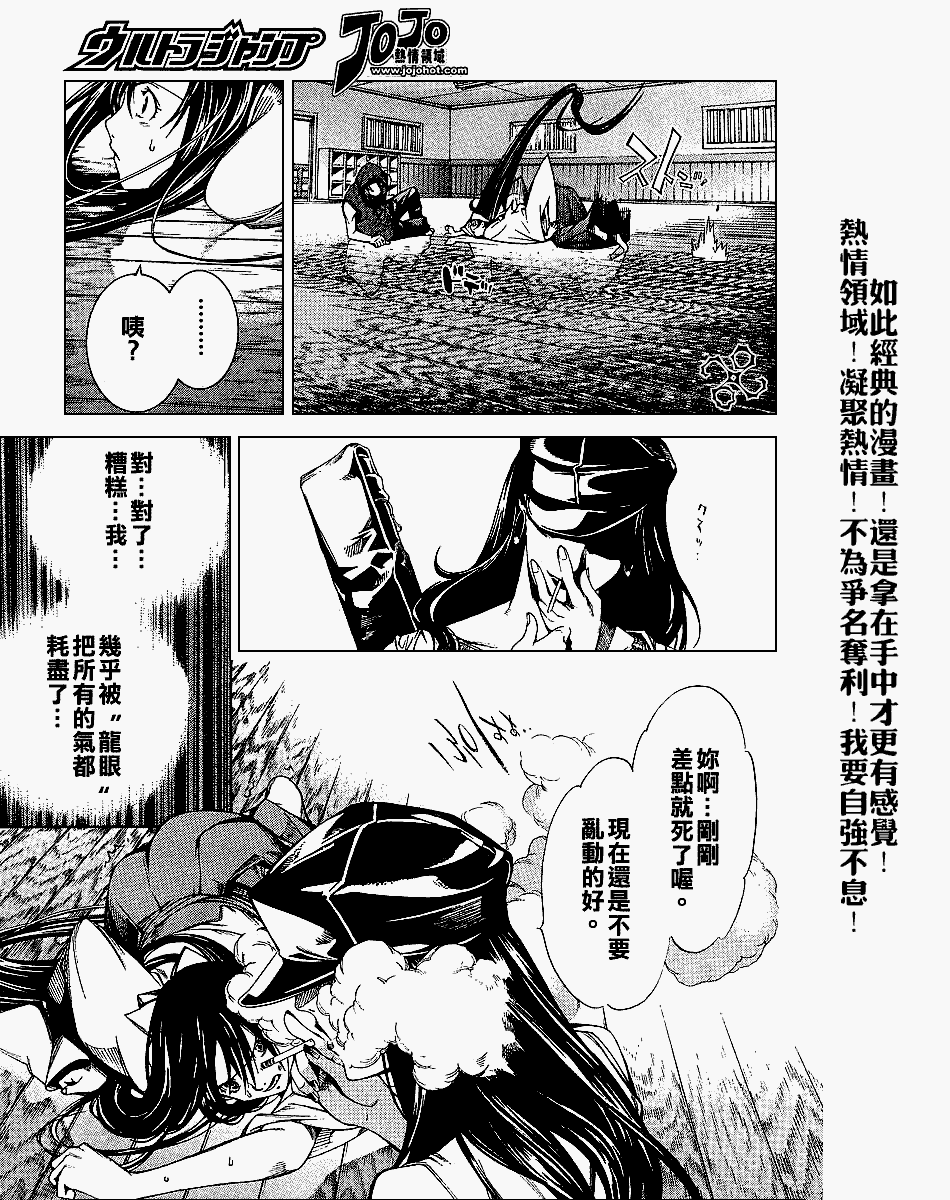 ウルトラジャンプ
JOJO
熱情領域
www.jojohot.com
……
咦？
對…對了…
糟糕…我…
幾乎被〝龍眼〞
把所有的氣都
耗盡了…
妳啊…剛剛
差點就死了喔。
現在還是不要
亂動的好。
如此經典的漫畫！還是拿在手中才更有感覺！
熱情領域！凝聚熱情！不為爭名奪利！我要自強不息！